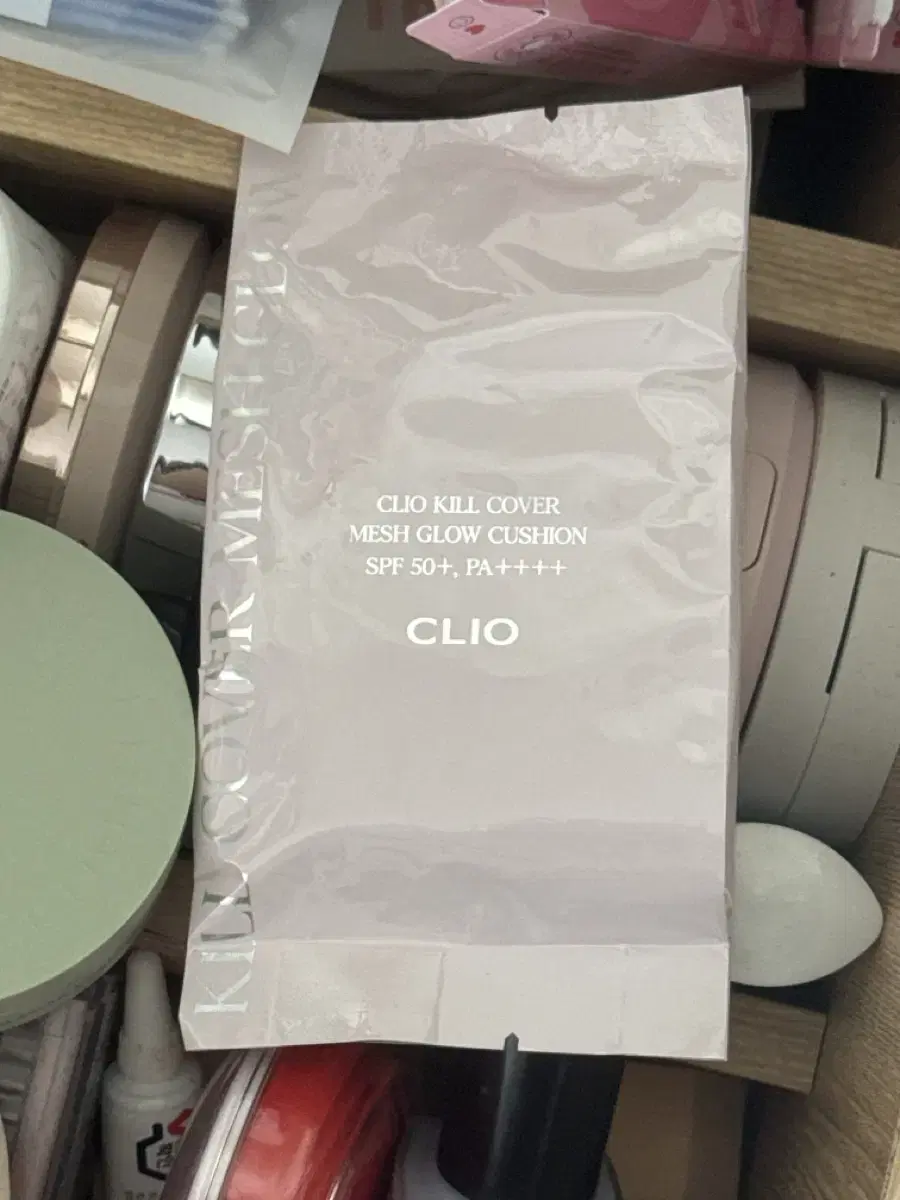 CLIO KILL COVER
MESH GLOW CUSHION
SPF 50+, PA++++
CLIO
KILL COVER MESH GLOW